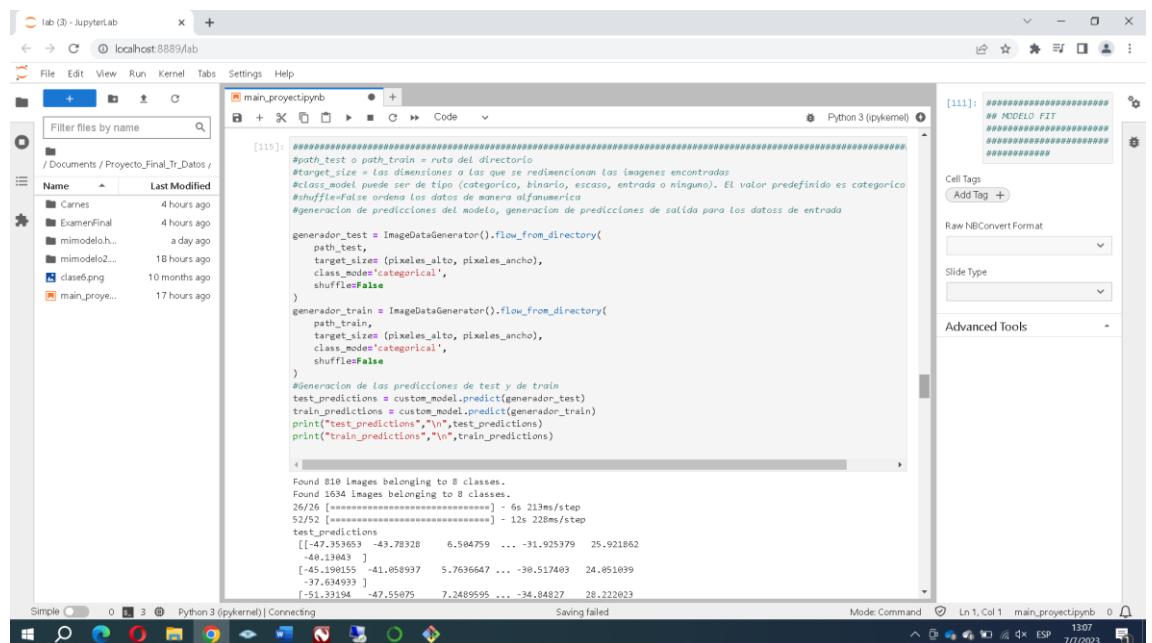 lab (3) - JupyterLab
localhost:8889/lab
File Edit View Run Kernel Tabs Settings Help
Filter files by name
/ Documents / Proyecto_Final_Tr_Datos /
Name Last Modified
Carnes 4 hours ago
ExamenFinal 4 hours ago
mimodelo.h... a day ago
mimodelo2.... 18 hours ago
clase6.png 10 months ago
main_proye... 17 hours ago
main_proyect.ipynb
Code
Python 3 (ipykernel)
[115]:
#path_test o path_train = ruta del directorio
#target_size = las dimensiones a las que se redimencionan las imagenes encontradas
#class_model puede ser de tipo (categorico, binario, escaso, entrada o ninguno). El valor predefinido es categorico
#shuffle=False ordena los datos de manera alfanumerica
#generacion de predicciones del modelo, generacion de predicciones de salida para los datoss de entrada
generador_test = ImageDataGenerator().flow_from_directory(
path_test,
target_size= (pixeles_alto, pixeles_ancho),
class_mode='categorical',
shuffle=False
)
generador_train = ImageDataGenerator().flow_from_directory(
path_train,
target_size= (pixeles_alto, pixeles_ancho),
class_mode='categorical',
shuffle=False
)
#Generacion de las predicciones de test y de train
test_predictions = custom_model.predict(generador_test)
train_predictions = custom_model.predict(generador_train)
print("test_predictions","\n",test_predictions)
print("train_predictions","\n",train_predictions)
Found 810 images belonging to 8 classes.
Found 1634 images belonging to 8 classes.
26/26 [==============================] - 6s 213ms/step
52/52 [==============================] - 12s 228ms/step
test_predictions
[[-47.353653 -43.78328 6.504759 ... -31.925379 25.921862
-40.13043 ]
[-45.190155 -41.058937 5.7636647 ... -30.517403 24.051039
-37.634933 ]
[-51.33194 -47.55075 7.2489595 ... -34.84827 28.222023
[111]: #######################
## MODELO FIT
#######################
#######################
############
Cell Tags
Add Tag +
Raw NBConvert Format
Slide Type
Advanced Tools
Simple 0 3 Python 3 (ipykernel) | Connecting Saving failed Mode: Command Ln 1, Col 1 main_proyect.ipynb 0
ESP
13:07
7/7/2023